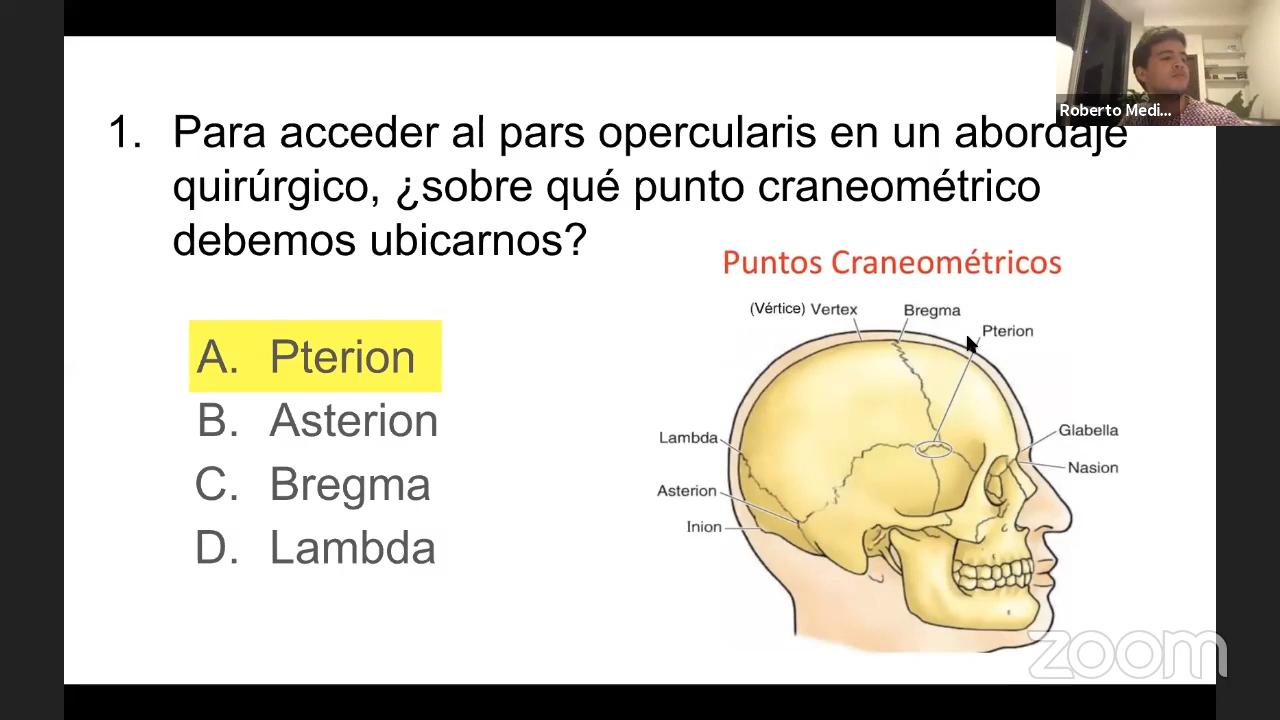 Roberto Medi...
1. Para acceder al pars opercularis en un abordaje
quirúrgico, ¿sobre qué punto craneométrico
debemos ubicarnos?
Puntos Craneométricos
A. Pterion
B. Asterion
C. Bregma
D. Lambda
(Vértice) Vertex
Bregma
Pterion
Lambda
Glabella
Nasion
Asterion
Inion
zoom